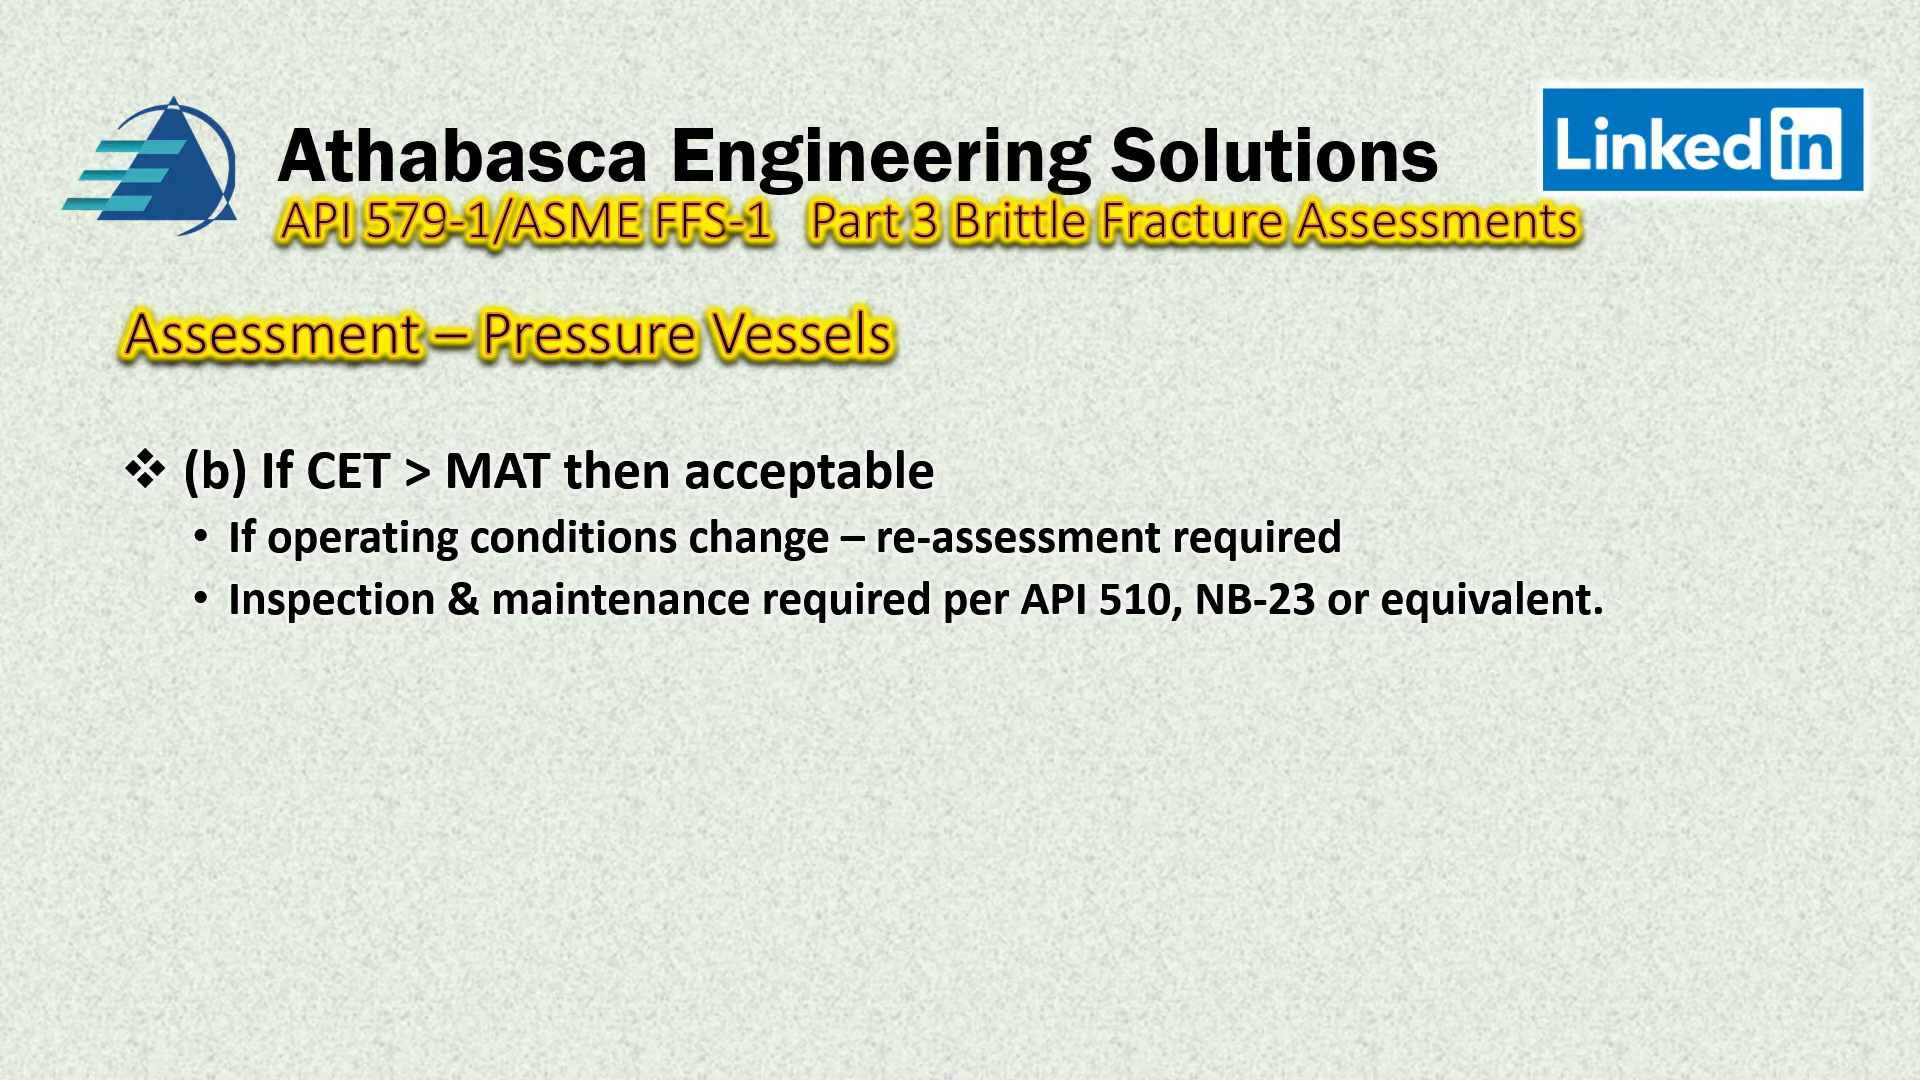 Athabasca Engineering Solutions
Linked in
API 579-1/ASME FFS-1 Part 3 Brittle Fracture Assessments
Assessment – Pressure Vessels
❖ (b) If CET > MAT then acceptable
• If operating conditions change – re-assessment required
• Inspection & maintenance required per API 510, NB-23 or equivalent.